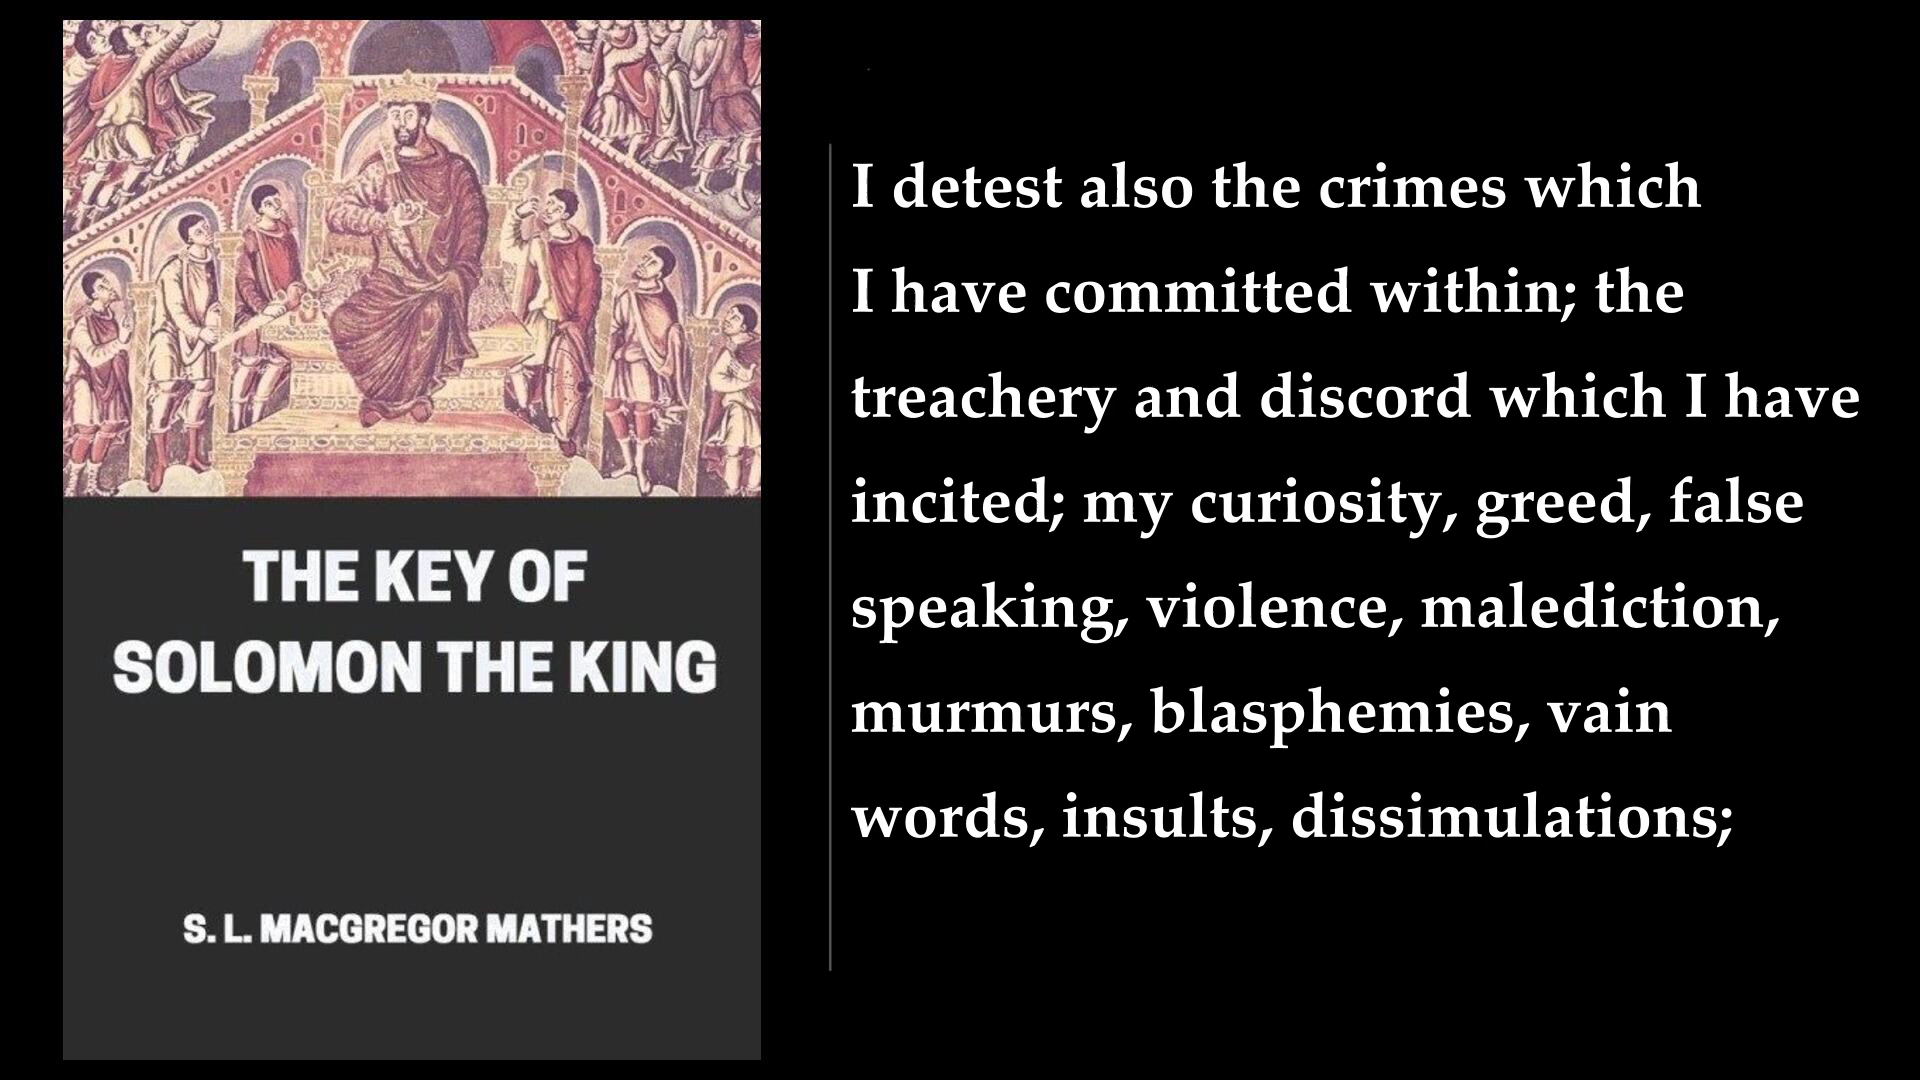 THE KEY OF
SOLOMON THE KING
S. L. MACGREGOR MATHERS
I detest also the crimes which
I have committed within; the
treachery and discord which I have
incited; my curiosity, greed, false
speaking, violence, malediction,
murmurs, blasphemies, vain
words, insults, dissimulations;